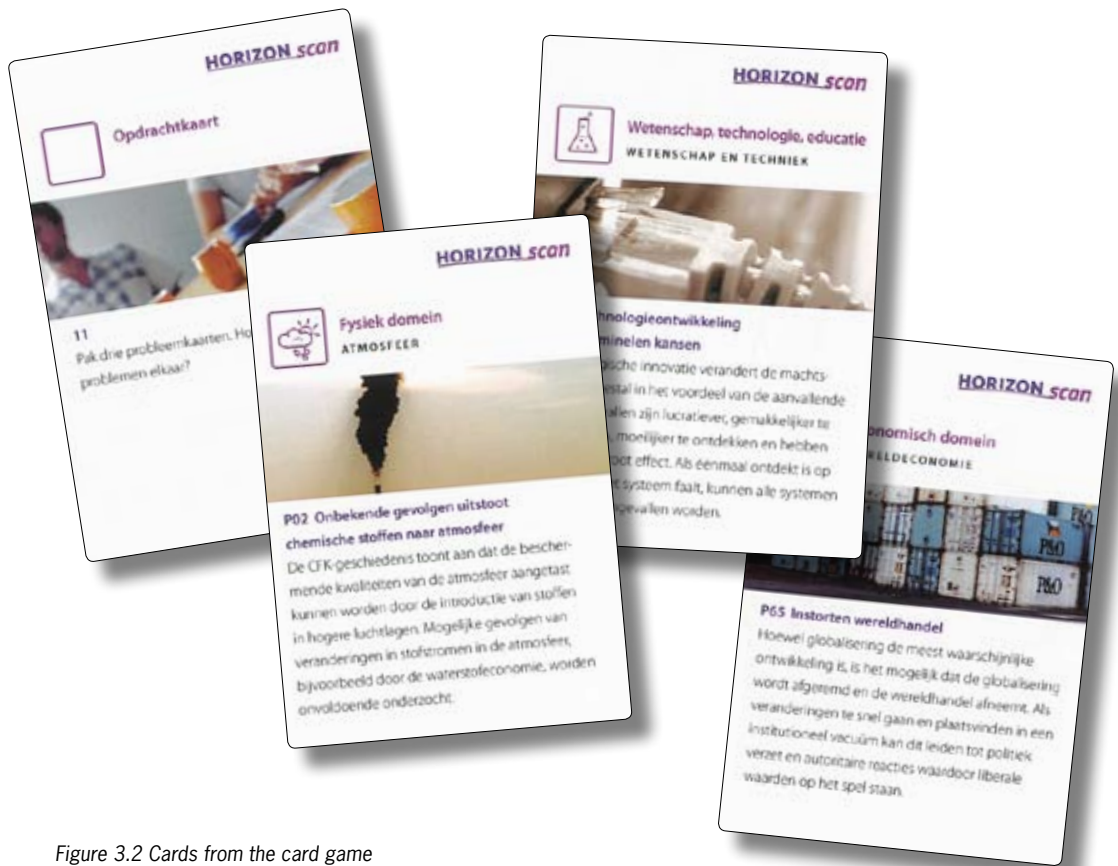 HORIZON scan
Opdrachtkaart
11
Pak drie probleemkaarten.
problemen elkaar?
HORIZON scan
Fysiek domein
ATMOSFEER
P02 Onbekende gevolgen uitstoot
chemische stoffen naar atmosfeer
De CFK-geschiedenis toont aan dat de bescher-
mende kwaliteiten van de atmosfeer aangetast
kunnen worden door de introductie van stoffen
in hogere luchtlagen. Mogelijke gevolgen van
veranderingen in stofstromen in de atmosfeer,
bijvoorbeeld door de waterstofeconomie, worden
onvoldoende onderzocht.
HORIZON scan
Wetenschap, technologie, educatie
WETENSCHAP EN TECHNIEK
hnologieontwikkeling
minelen kansen
gische innovatie verandert de machts-
estal in het voordeel van de aanvallende
allen zijn lucratiever, gemakkelijker te
, moeilijker te ontdekken en hebben
oot effect. Als éénmaal ontdekt is op
t systeem faalt, kunnen alle systemen
gevallen worden.
HORIZON scan
onomisch domein
RELDECONOMIE
P&O
P&O
P&O
P65 Instorten wereldhandel
Hoewel globalisering de meest waarschijnlijke
ontwikkeling is, is het mogelijk dat de globalisering
wordt afgeremd en de wereldhandel afneemt. Als
veranderingen te snel gaan en plaatsvinden in een
institutioneel vacuüm kan dit leiden tot politiek
verzet en autoritaire reacties waardoor liberale
waarden op het spel staan.
Figure 3.2 Cards from the card game